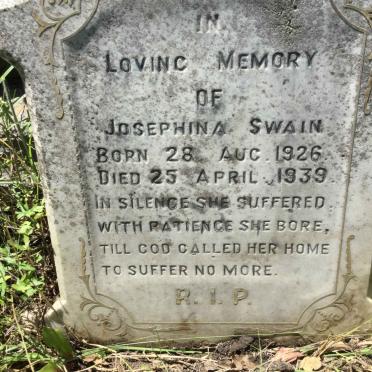 IN
LOVING MEMORY
OF
JOSEPHINA SWAIN
BORN 28 AUG. 1926
DIED 25 APRIL 1939
IN SILENCE SHE SUFFERED.
WITH PATIENCE SHE BORE,
TILL GOD CALLED HER HOME
TO SUFFER NO MORE.
R.I.P.